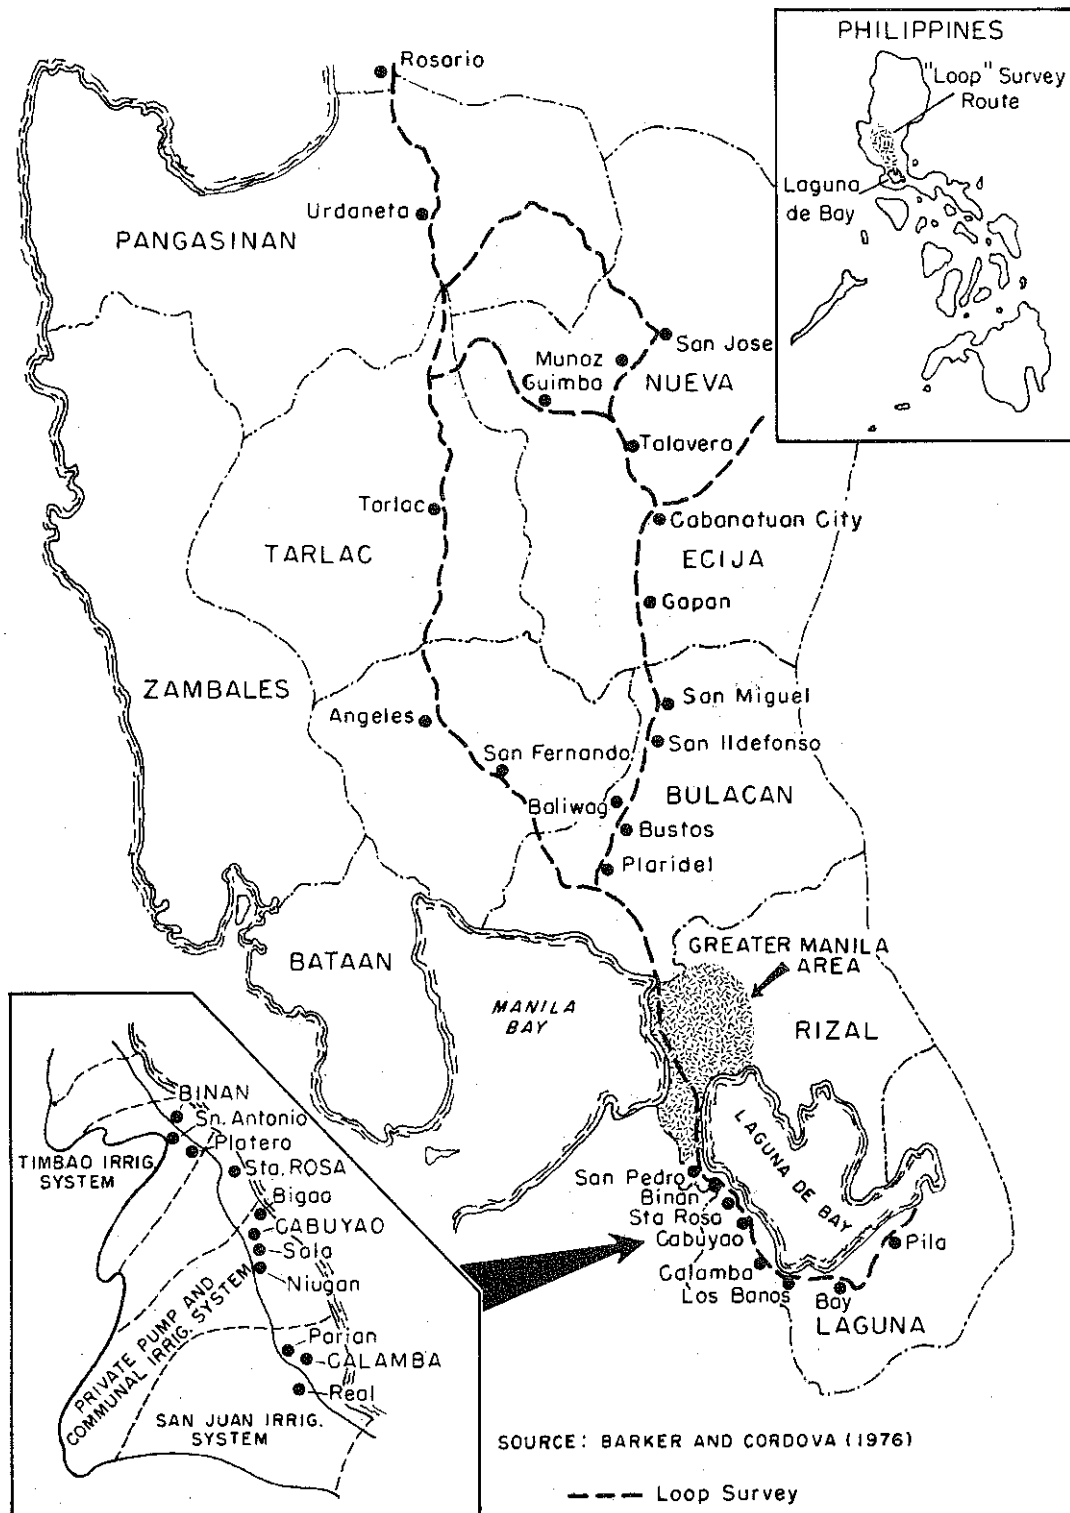 PHILIPPINES
"Loop" Survey
Route
Laguna
de Bay
Rosario
Urdaneta
PANGASINAN
San Jose
Munoz
Guimba
NUEVA
Talavera
Tarlac
Cabanatuan City
TARLAC
ECIJA
Gapan
ZAMBALES
San Miguel
Angeles
San Ildefonso
San Fernando
BULACAN
Baliwag
Bustos
Plaridel
GREATER MANILA
AREA
BATAAN
MANILA
BAY
RIZAL
LAGUNA DE BAY
San Pedro
Binan
Sta Rosa
Cabuyao
Pila
Calamba
Los Banos
Bay
LAGUNA
BINAN
Sn. Antonio
Platero
TIMBAO IRRIG.
SYSTEM
Sta. ROSA
Bigaa
CABUYAO
Sala
Niugan
PRIVATE PUMP AND
COMMUNAL IRRIG. SYSTEM
Parian
CALAMBA
Real
SAN JUAN IRRIG.
SYSTEM
SOURCE: BARKER AND CORDOVA (1976)
Loop Survey